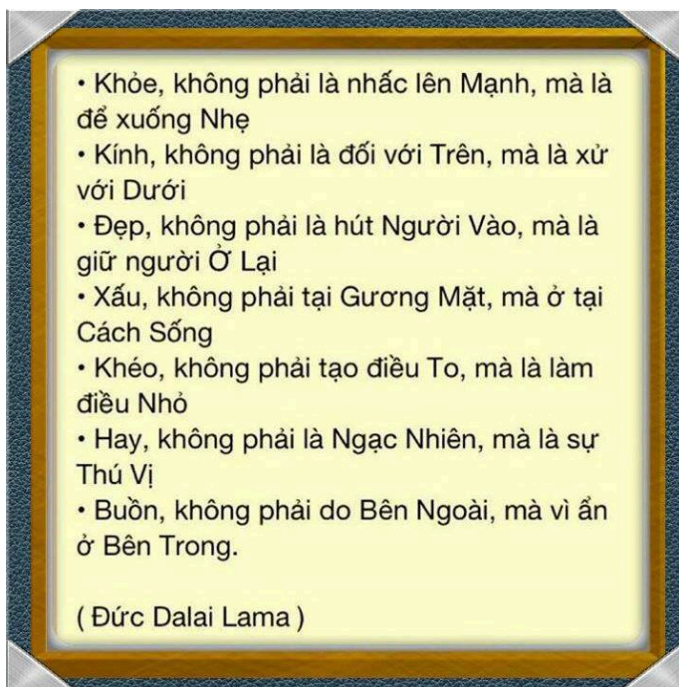 • Khỏe, không phải là nhấc lên Mạnh, mà là
để xuống Nhẹ
• Kính, không phải là đối với Trên, mà là xử
với Dưới
• Đẹp, không phải là hút Người Vào, mà là
giữ người Ở Lại
• Xấu, không phải tại Gương Mặt, mà ở tại
Cách Sống
• Khéo, không phải tạo điều To, mà là làm
điều Nhỏ
• Hay, không phải là Ngạc Nhiên, mà là sự
Thú Vị
• Buồn, không phải do Bên Ngoài, mà vì ẩn
ở Bên Trong.
( Đức Dalai Lama )